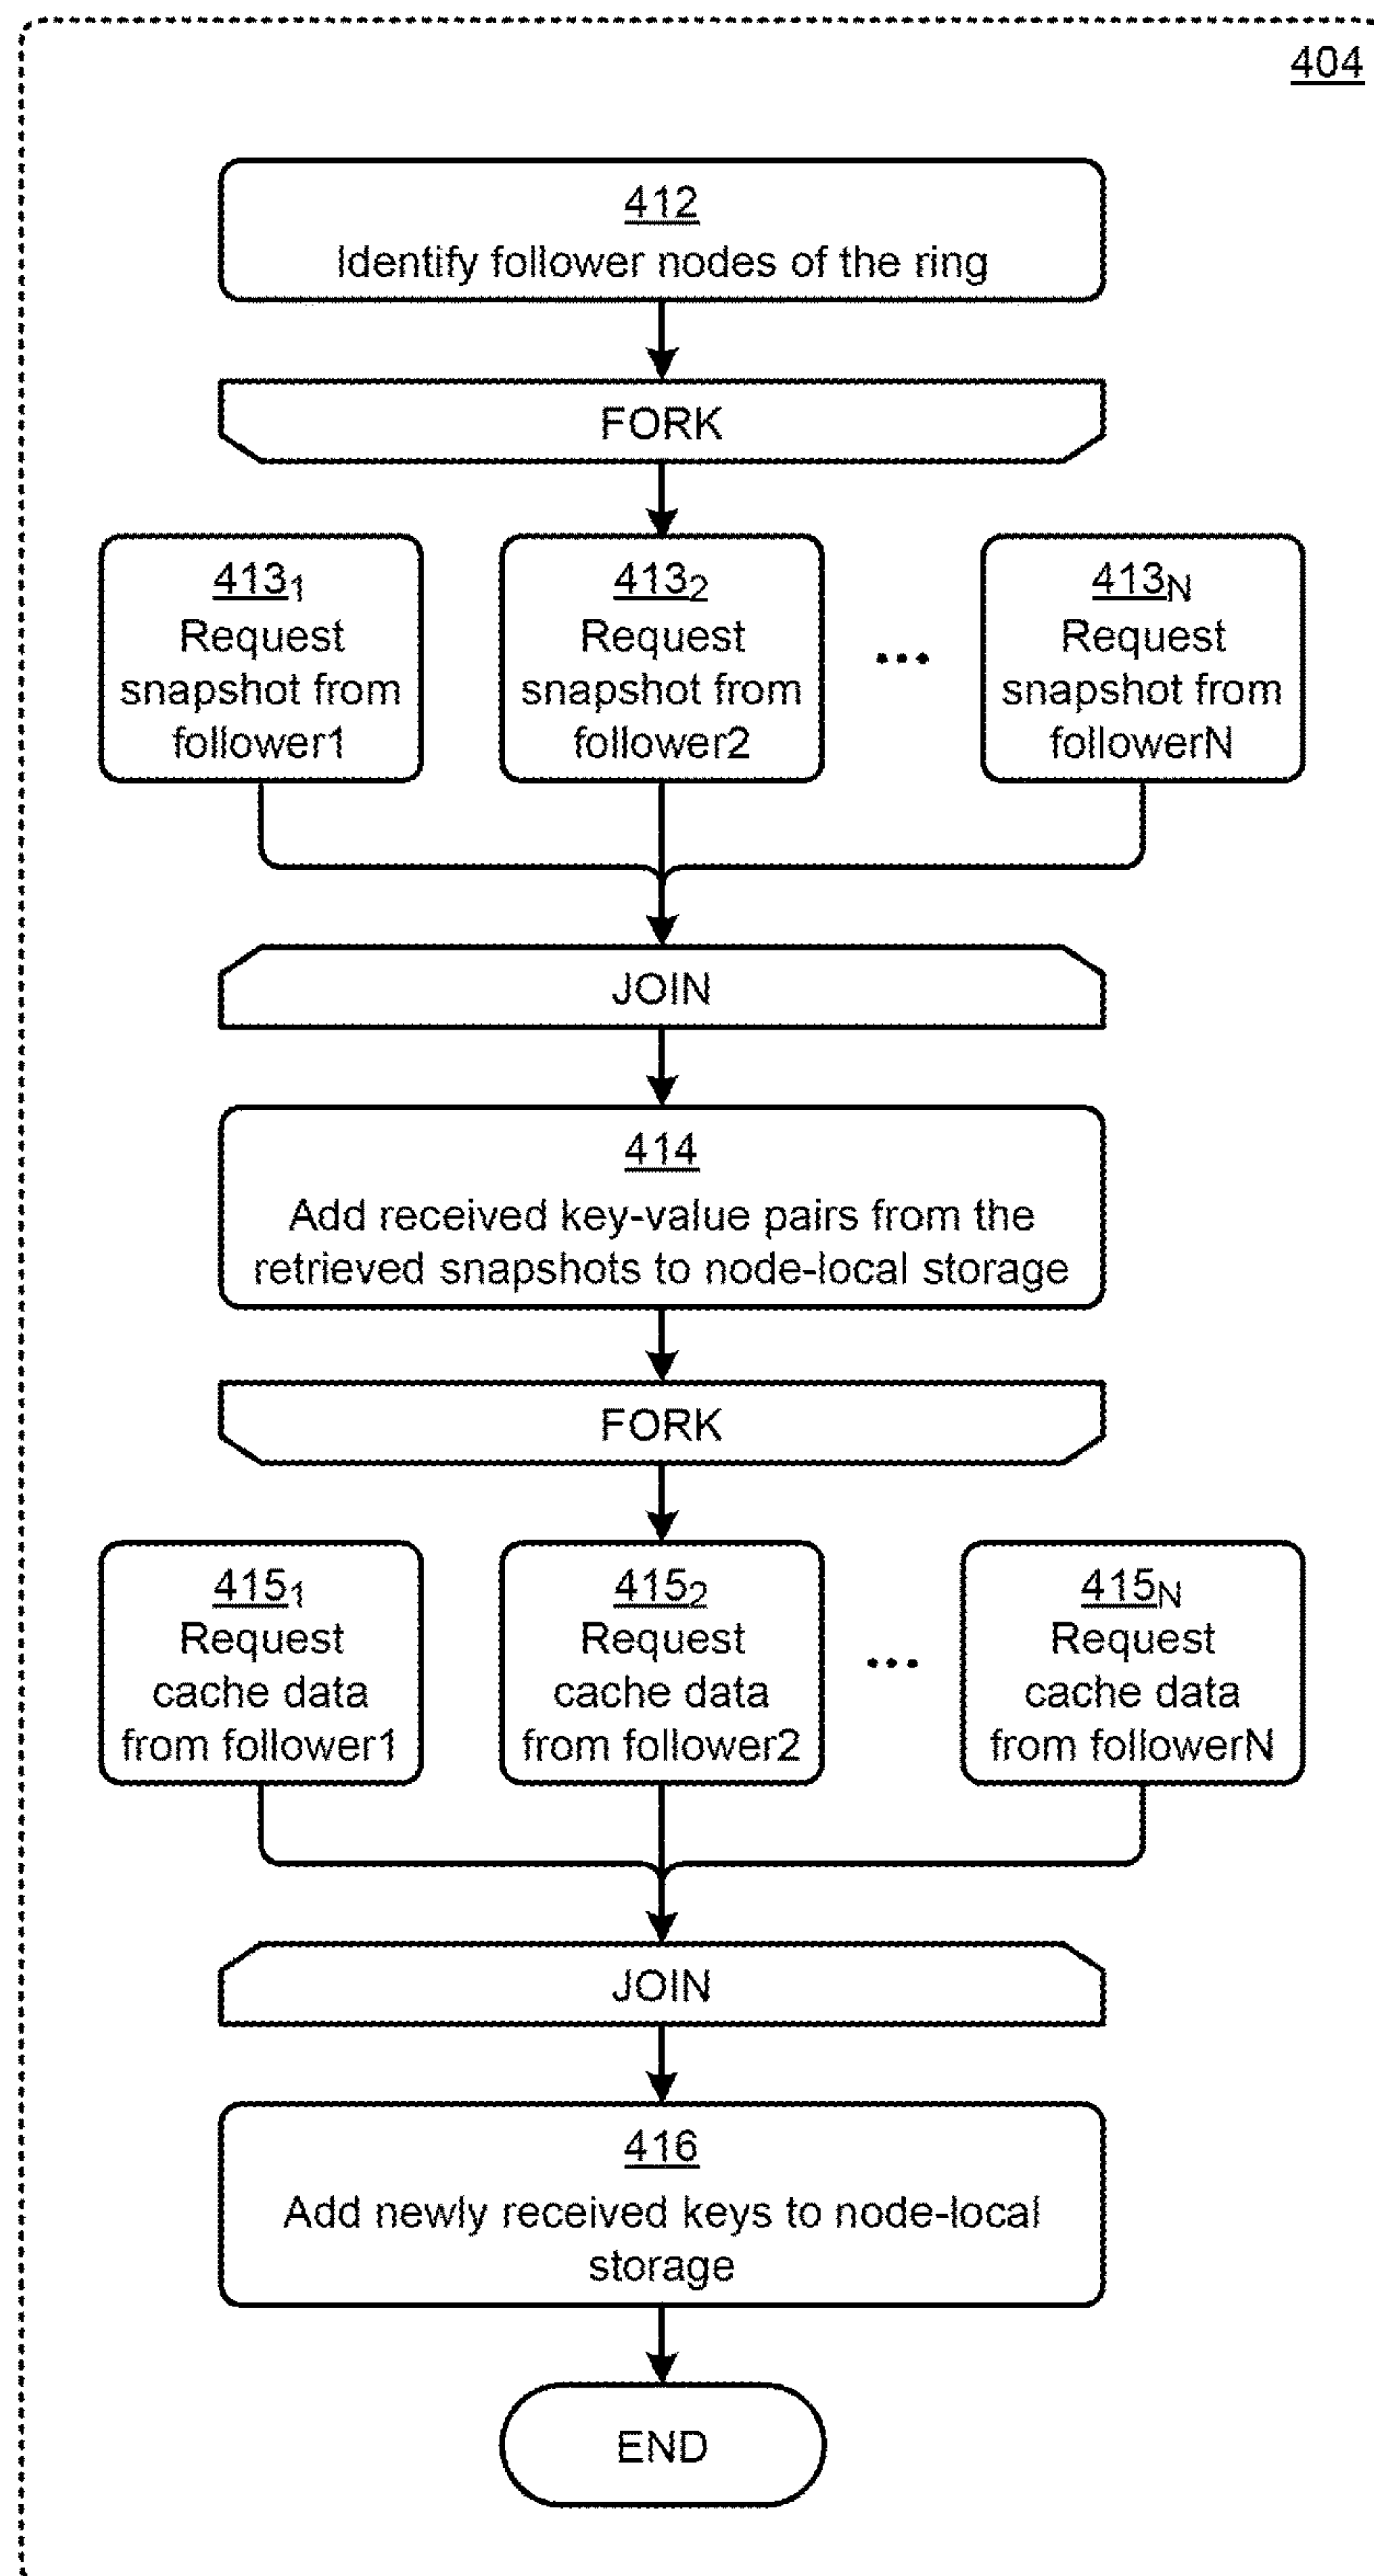 404
412
Identify follower nodes of the ring
FORK
413₁
Request
snapshot from
follower1
413₂
Request
snapshot from
follower2
...
413N
Request
snapshot from
followerN
JOIN
414
Add received key-value pairs from the
retrieved snapshots to node-local storage
FORK
415₁
Request
cache data
from follower1
415₂
Request
cache data
from follower2
...
415N
Request
cache data
from followerN
JOIN
416
Add newly received keys to node-local
storage
END